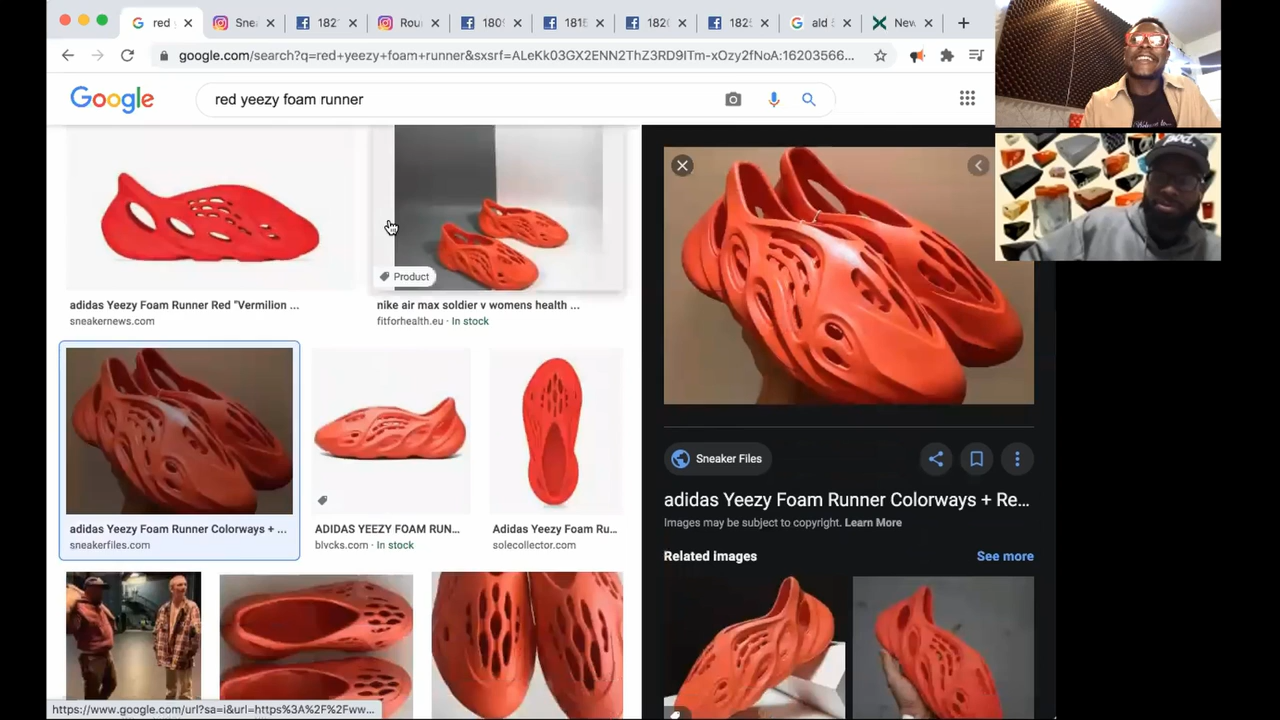 red
Sne
182
Rou
1809
1815
182
1825
ald
New
google.com/search?q=red+yeezy+foam+runner&sxsrf=ALeKk03GX2ENN2ThZ3RD9ITm-xOzy2fNoA:16203566...
Google
red yeezy foam runner
pod.
Product
adidas Yeezy Foam Runner Red "Vermilion ...
sneakernews.com
nike air max soldier v womens health ...
fitforhealth.eu · In stock
Sneaker Files
adidas Yeezy Foam Runner Colorways + Re...
Images may be subject to copyright. Learn More
adidas Yeezy Foam Runner Colorways + ...
sneakerfiles.com
ADIDAS YEEZY FOAM RUN...
blvcks.com · In stock
Adidas Yeezy Foam Ru...
solecollector.com
Related images
See more
https://www.google.com/url?sa=i&url=https%3A%2F%2Fww...